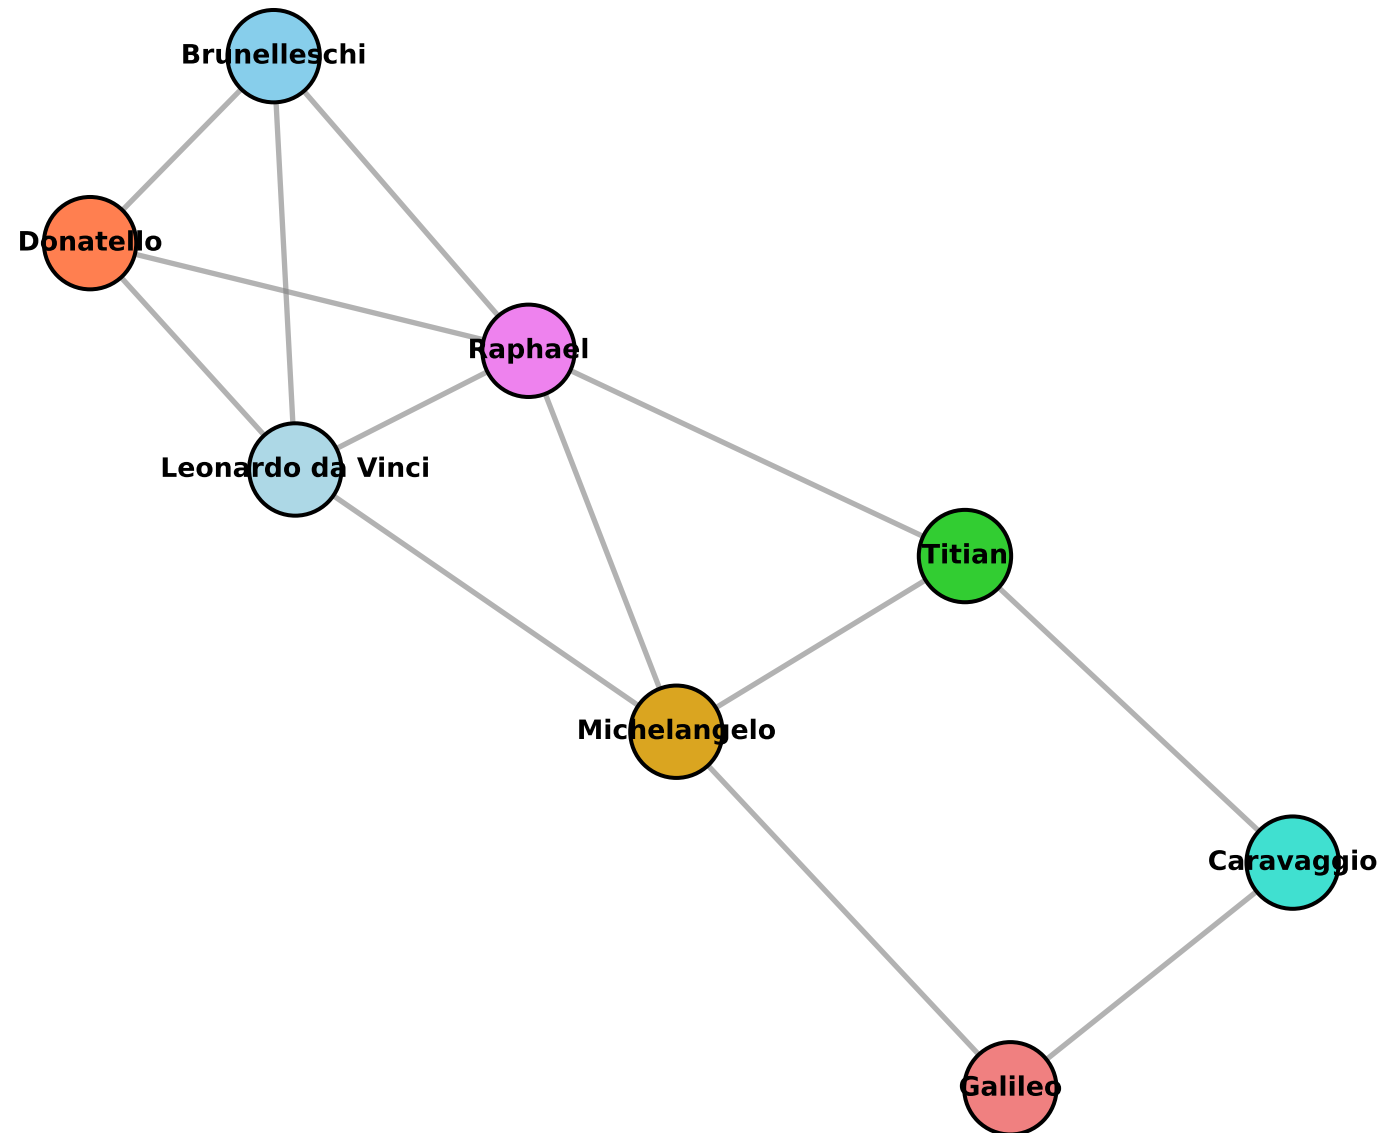 Brunelleschi
Donatello
Raphael
Leonardo da Vinci
Titian
Michelangelo
Caravaggio
Galileo